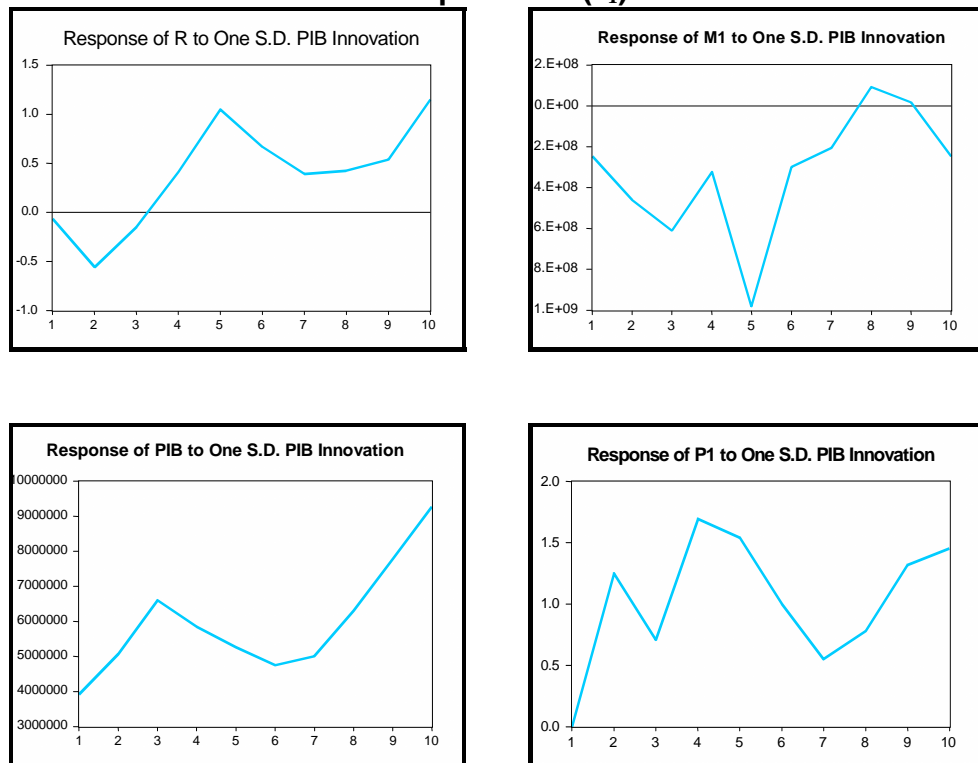 Response of R to One S.D. PIB Innovation
1.5
1.0
0.5
0.0
-0.5
-1.0
1 2 3 4 5 6 7 8 9 10
Response of M1 to One S.D. PIB Innovation
2.E+08
0.E+00
2.E+08
4.E+08
6.E+08
8.E+08
1.E+09
1 2 3 4 5 6 7 8 9 10
Response of PIB to One S.D. PIB Innovation
10000000
9000000
8000000
7000000
6000000
5000000
4000000
3000000
1 2 3 4 5 6 7 8 9 10
Response of P1 to One S.D. PIB Innovation
2.0
1.5
1.0
0.5
0.0
1 2 3 4 5 6 7 8 9 10